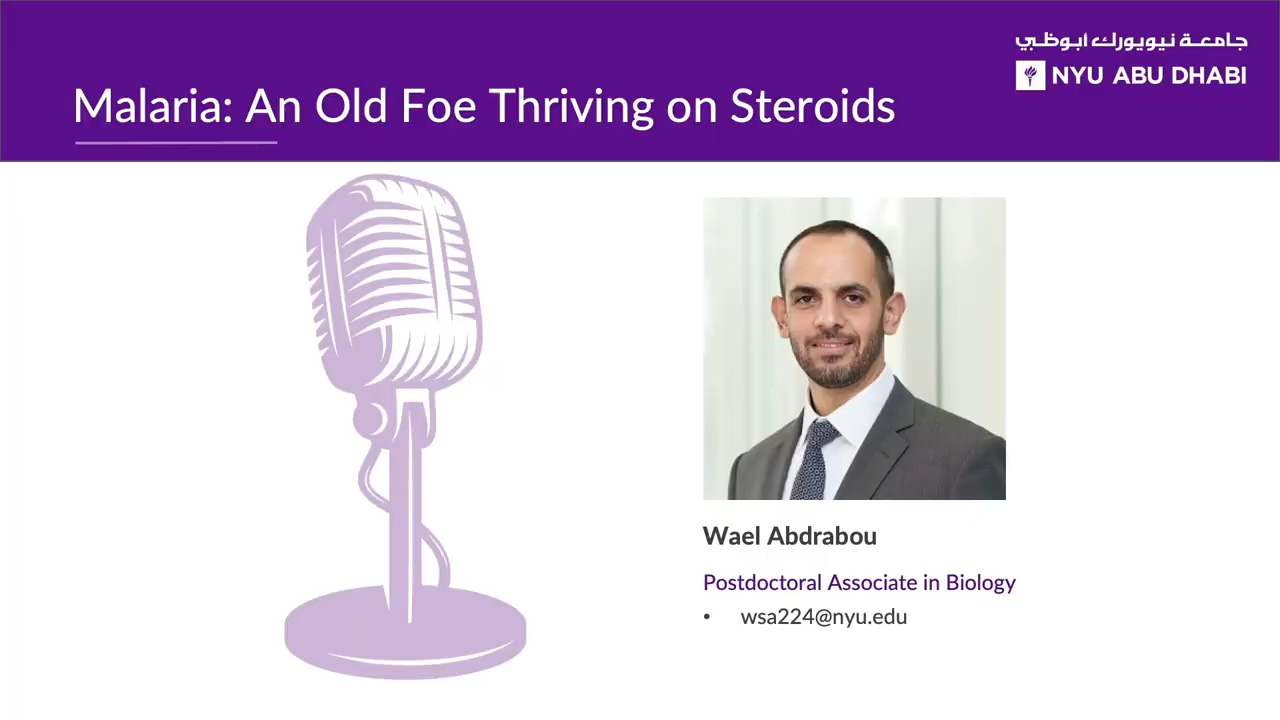 جامعة نيويورك أبوظبي
NYU ABU DHABI
Malaria: An Old Foe Thriving on Steroids
Wael Abdrabou
Postdoctoral Associate in Biology
• wsa224@nyu.edu